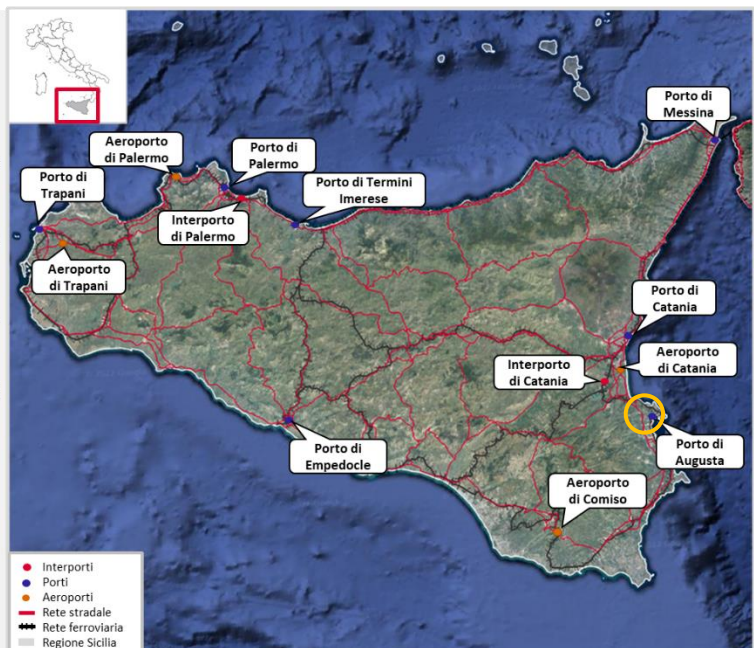 Porto di
Messina
Aeroporto
di Palermo
Porto di
Palermo
Porto di
Trapani
Porto di Termini
Imerese
Interporto
di Palermo
Aeroporto
di Trapani
Porto di
Catania
Interporto
di Catania
Aeroporto
di Catania
Porto di
Empedocle
Porto di
Augusta
Aeroporto
di Comiso
Interporti
Porti
Aeroporti
Rete stradale
Rete ferroviaria
Regione Sicilia